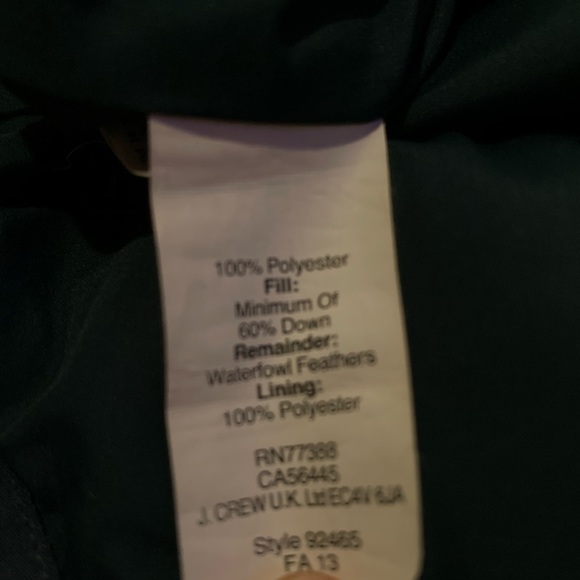 100% Polyester
Fill:
Minimum Of
60% Down
Remainder:
Waterfowl Feathers
Lining:
100% Polyester
RN77388
CA56445
J. CREW U.K. Ltd EC4V 6JA
Style 92465
FA 13